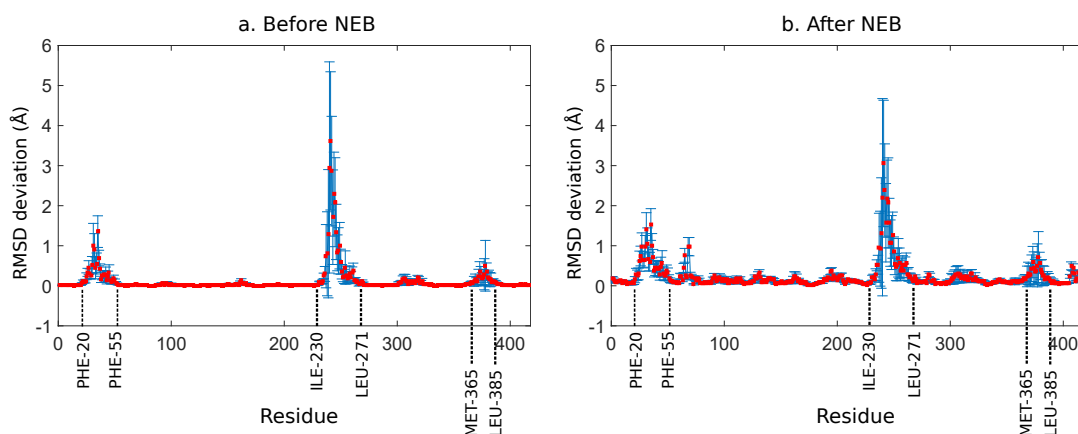 a. Before NEB
RMSD deviation (Å)
6
5
4
3
2
1
0
-1
0
100
200
300
400
PHE-20
PHE-55
ILE-230
LEU-271
MET-365
LEU-385
Residue
b. After NEB
RMSD deviation (Å)
6
5
4
3
2
1
0
-1
0
100
200
300
400
PHE-20
PHE-55
ILE-230
LEU-271
MET-365
LEU-385
Residue